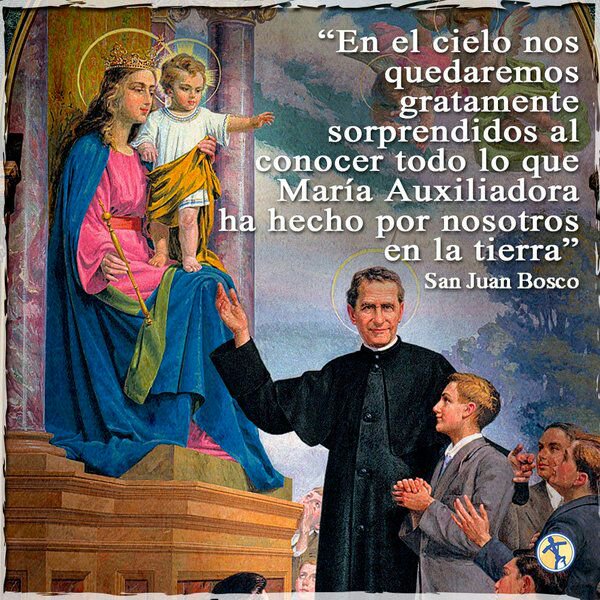 “En el cielo nos
quedaremos
gratamente
sorprendidos al
conocer todo lo que
María Auxiliadora
ha hecho por nosotros
en la tierra”
San Juan Bosco